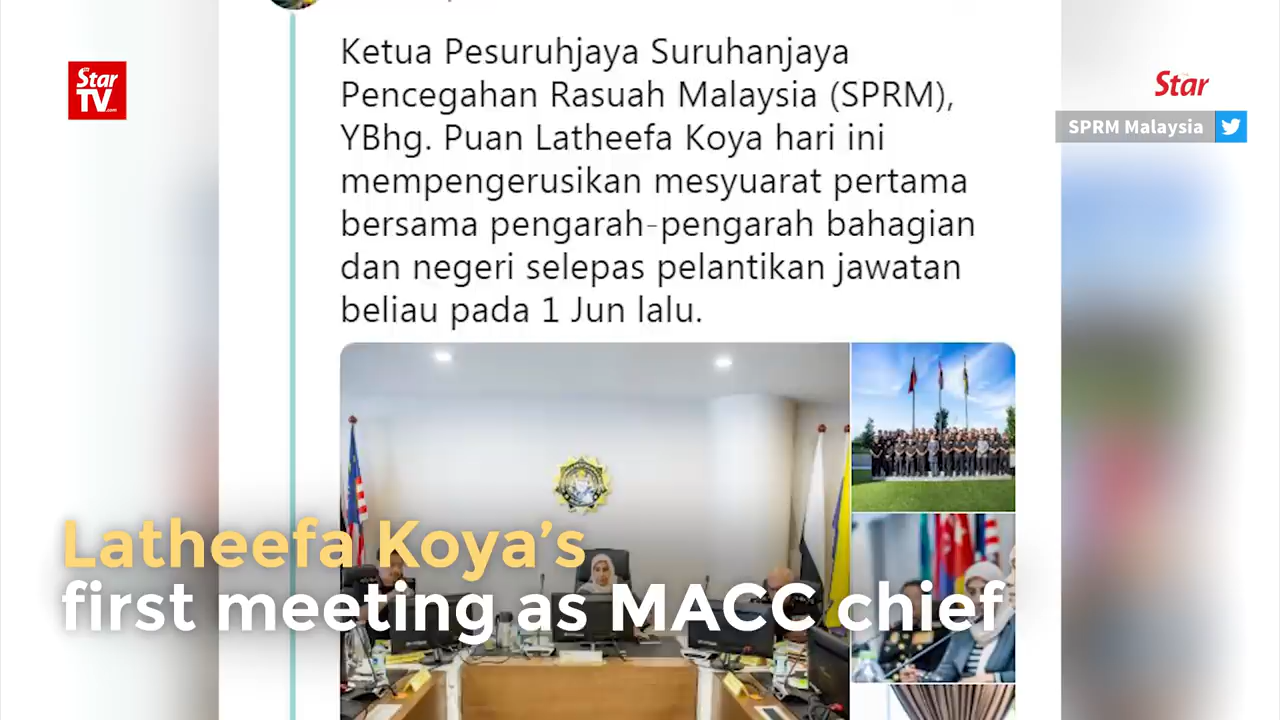 Star
TV.com
Star
SPRM Malaysia
Ketua Pesuruhjaya Suruhanjaya
Pencegahan Rasuah Malaysia (SPRM),
YBhg. Puan Latheefa Koya hari ini
mempengerusikan mesyuarat pertama
bersama pengarah-pengarah bahagian
dan negeri selepas pelantikan jawatan
beliau pada 1 Jun lalu.
Latheefa Koya’s
first meeting as MACC chief